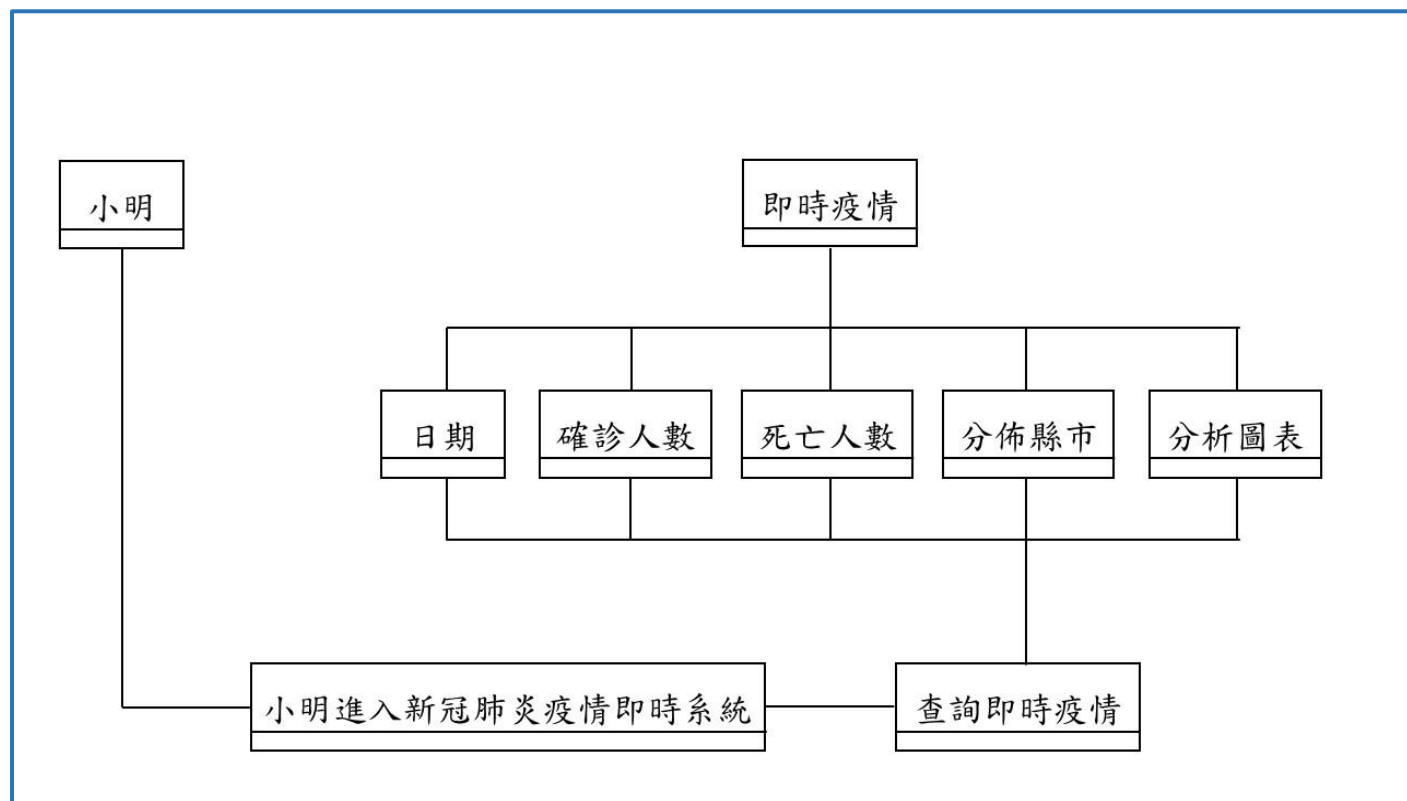 小明
即時疫情
日期
確診人數
死亡人數
分佈縣市
分析圖表
小明進入新冠肺炎疫情即時系統
查詢即時疫情